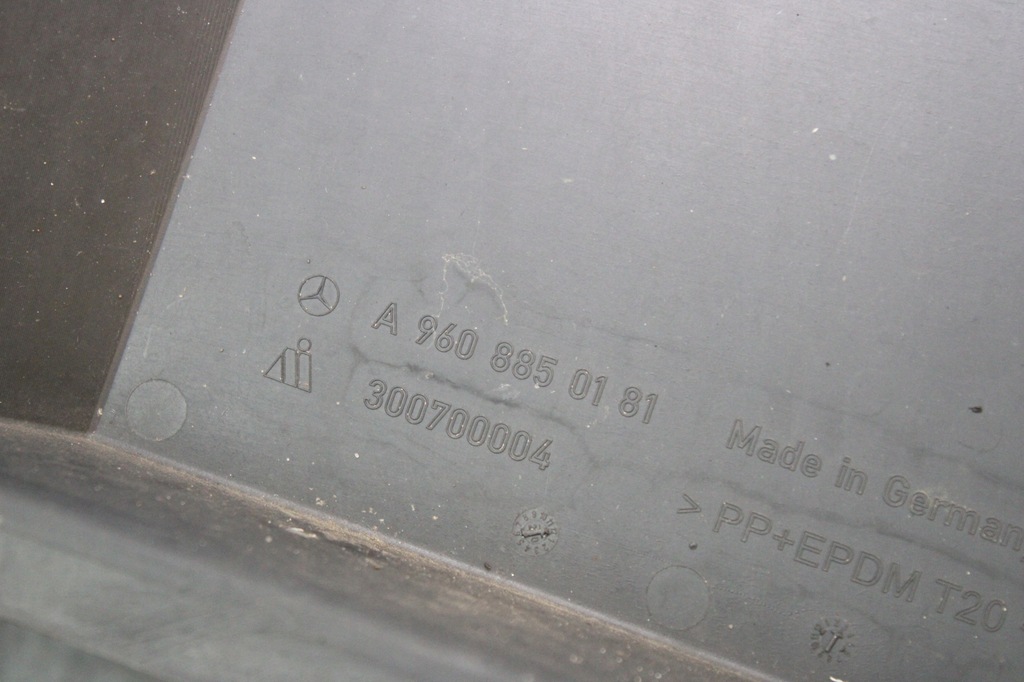 A 960 885 01 81
300700004
Made in German
> PP+EPDM T20